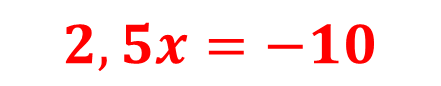 2,5x = −10